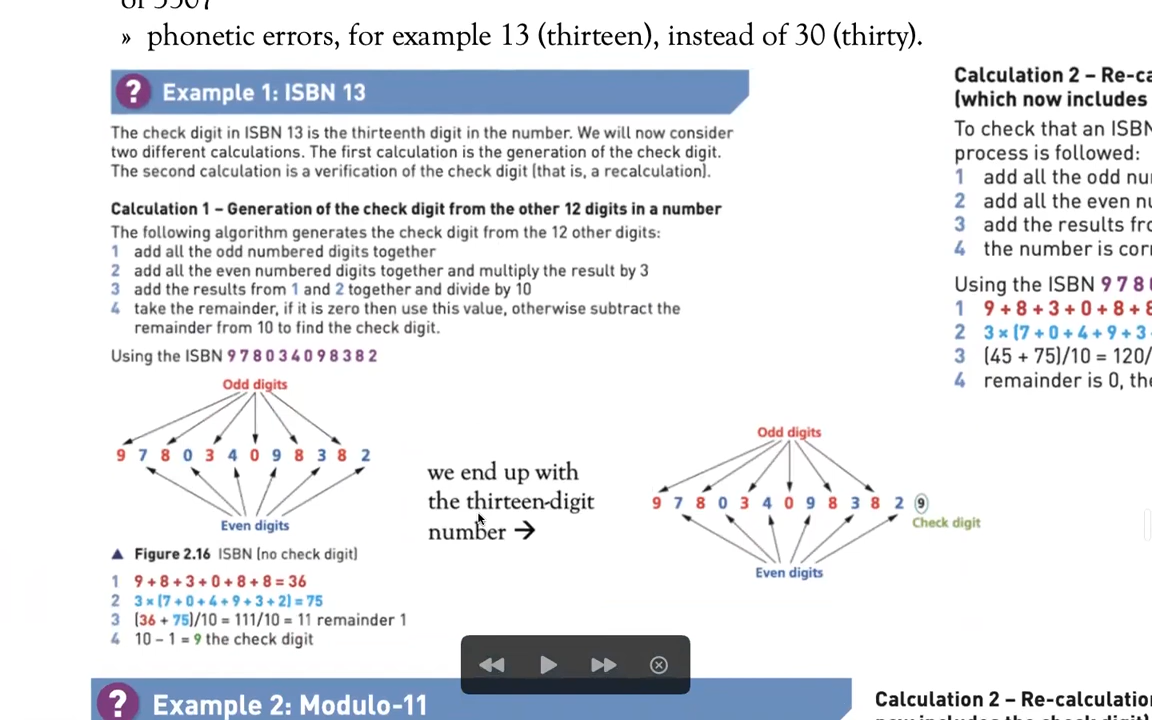 » phonetic errors, for example 13 (thirteen), instead of 30 (thirty).
? Example 1: ISBN 13
The check digit in ISBN 13 is the thirteenth digit in the number. We will now consider
two different calculations. The first calculation is the generation of the check digit.
The second calculation is a verification of the check digit (that is, a recalculation).
Calculation 1 – Generation of the check digit from the other 12 digits in a number
The following algorithm generates the check digit from the 12 other digits:
1 add all the odd numbered digits together
2 add all the even numbered digits together and multiply the result by 3
3 add the results from 1 and 2 together and divide by 10
4 take the remainder, if it is zero then use this value, otherwise subtract the
remainder from 10 to find the check digit.
Using the ISBN 9 7 8 0 3 4 0 9 8 3 8 2
Odd digits
9 7 8 0 3 4 0 9 8 3 8 2
Even digits
▲ Figure 2.16 ISBN (no check digit)
1 9 + 8 + 3 + 0 + 8 + 8 = 36
2 3 × (7 + 0 + 4 + 9 + 3 + 2) = 75
3 (36 + 75)/10 = 111/10 = 11 remainder 1
4 10 – 1 = 9 the check digit
we end up with
the thirteen-digit
number →
Odd digits
9 7 8 0 3 4 0 9 8 3 8 2 9
Check digit
Even digits
Calculation 2 – Re-ca
(which now includes
To check that an ISBN
process is followed:
1 add all the odd nu
2 add all the even nu
3 add the results fro
4 the number is corr
Using the ISBN 9 7 8
1 9 + 8 + 3 + 0 + 8 + 8
2 3 × (7 + 0 + 4 + 9 + 3
3 (45 + 75)/10 = 120/
4 remainder is 0, the
? Example 2: Modulo-11
Calculation 2 – Re-calculatio